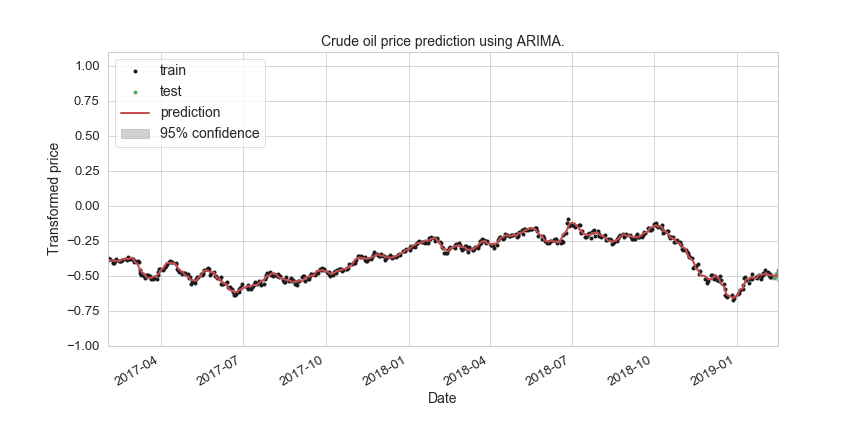 Crude oil price prediction using ARIMA.
train
test
prediction
95% confidence
Transformed price
1.00
0.75
0.50
0.25
0.00
−0.25
−0.50
−0.75
−1.00
2017-04
2017-07
2017-10
2018-01
2018-04
2018-07
2018-10
2019-01
Date